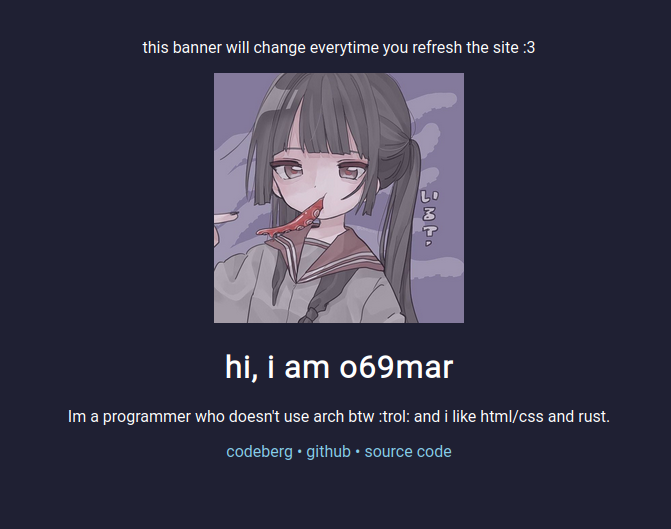 this banner will change everytime you refresh the site :3
いるす、
hi, i am o69mar
Im a programmer who doesn't use arch btw :trol: and i like html/css and rust.
codeberg • github • source code